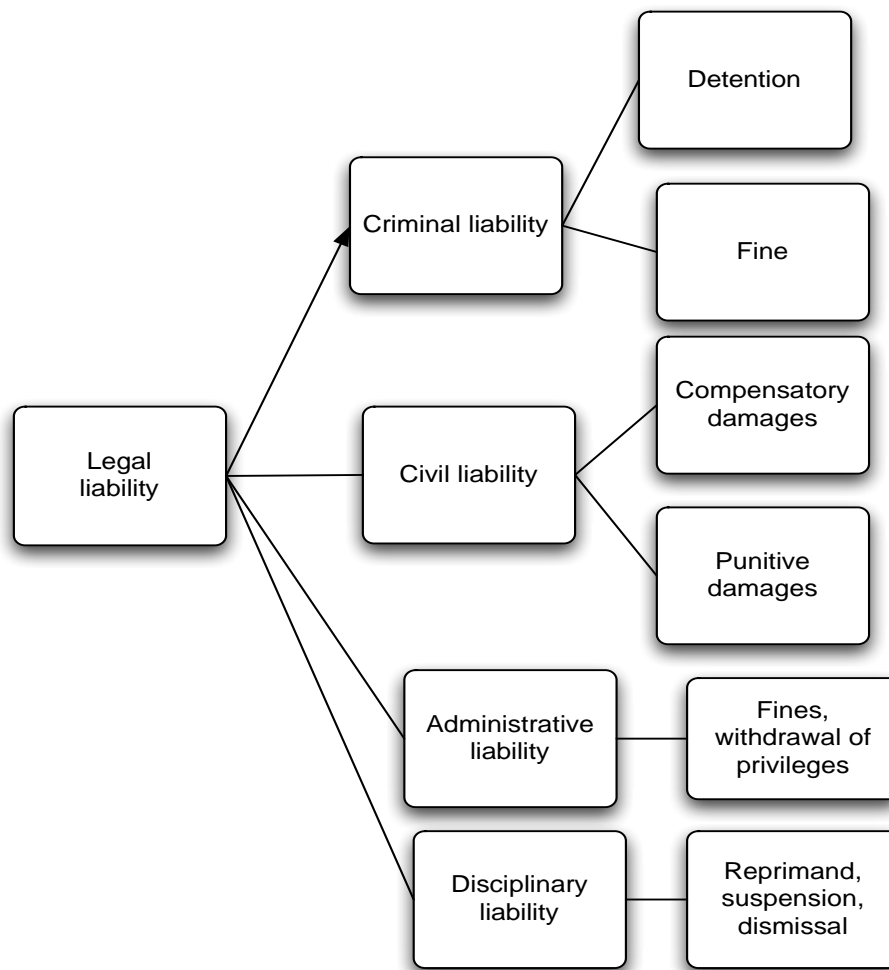 Detention
Criminal liability
Fine
Compensatory
damages
Legal
liability
Civil liability
Punitive
damages
Administrative
liability
Fines,
withdrawal of
privileges
Disciplinary
liability
Reprimand,
suspension,
dismissal